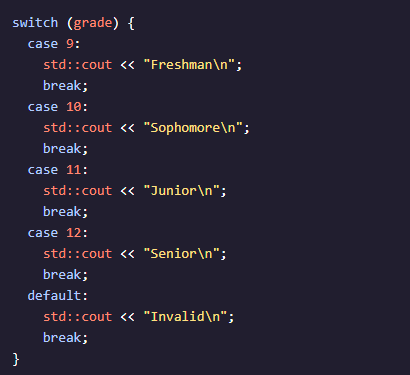 switch (grade) {
  case 9:
    std::cout << "Freshman\n";
    break;
  case 10:
    std::cout << "Sophomore\n";
    break;
  case 11:
    std::cout << "Junior\n";
    break;
  case 12:
    std::cout << "Senior\n";
    break;
  default:
    std::cout << "Invalid\n";
    break;
}